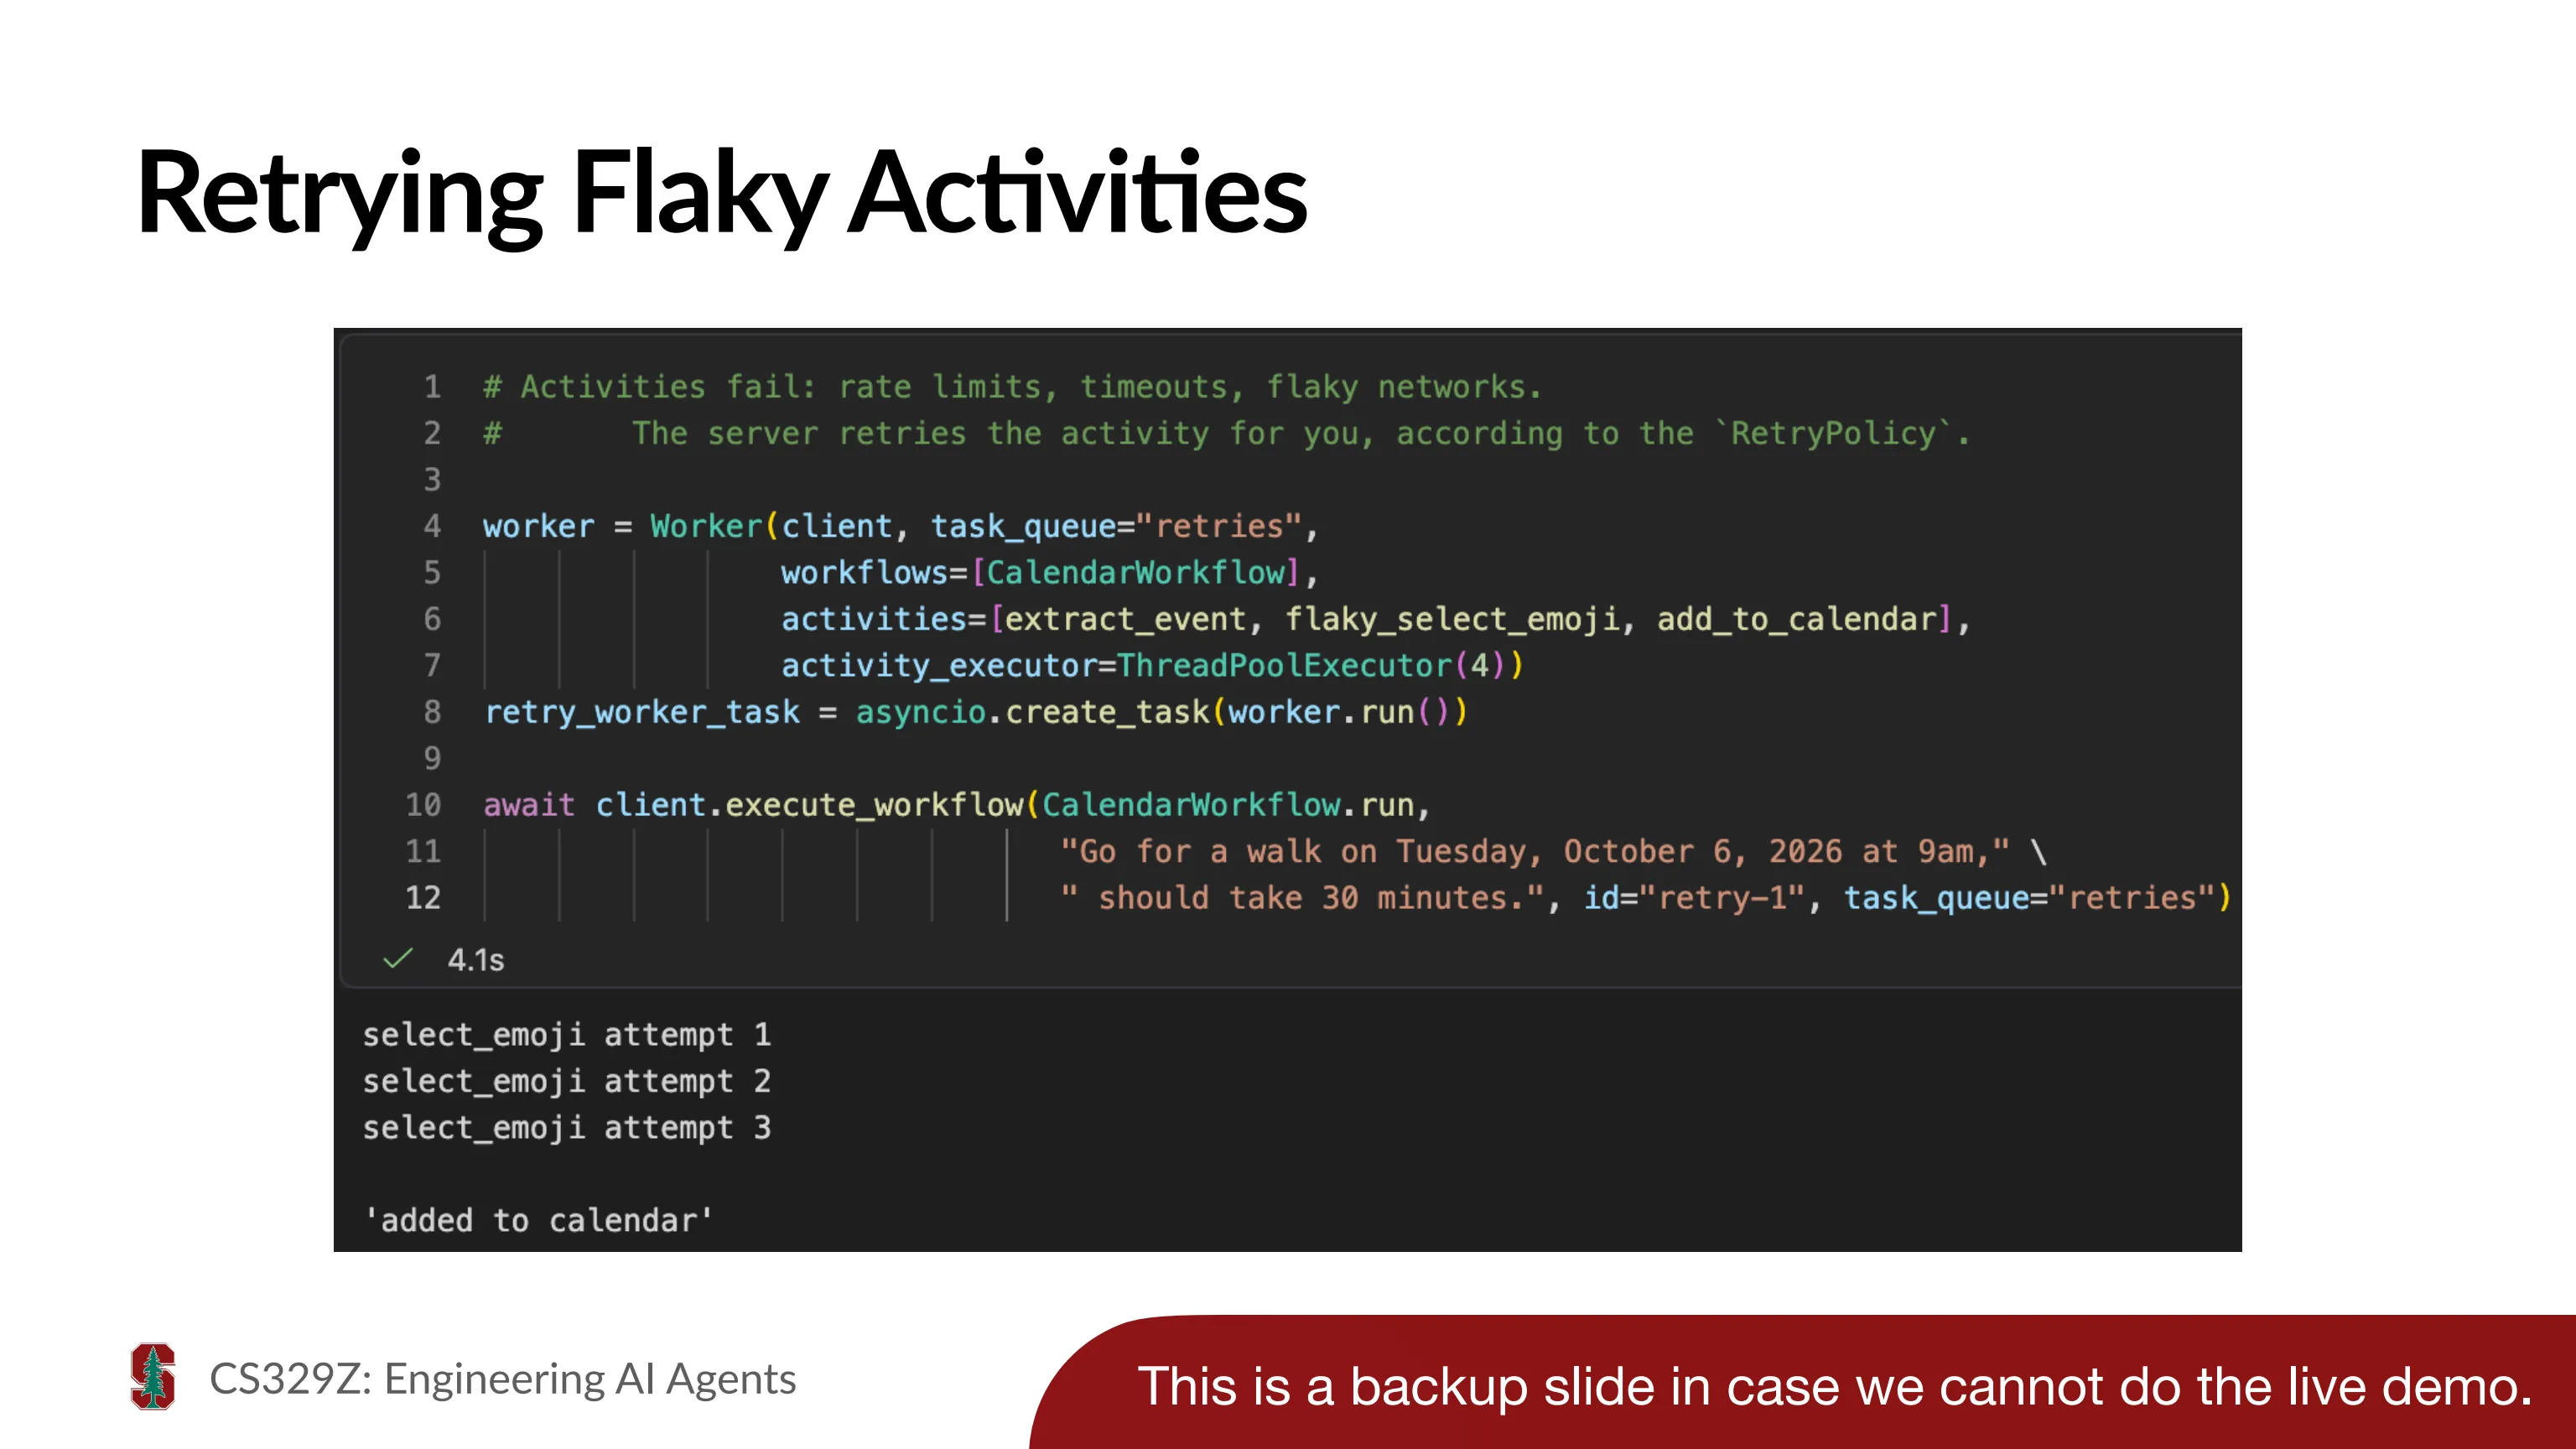 Retrying Flaky Activities
1 # Activities fail: rate limits, timeouts, flaky networks.
2 #       The server retries the activity for you, according to the `RetryPolicy`.
3
4 worker = Worker(client, task_queue="retries",
5                 workflows=[CalendarWorkflow],
6                 activities=[extract_event, flaky_select_emoji, add_to_calendar],
7                 activity_executor=ThreadPoolExecutor(4))
8 retry_worker_task = asyncio.create_task(worker.run())
9
10 await client.execute_workflow(CalendarWorkflow.run,
11                               "Go for a walk on Tuesday, October 6, 2026 at 9am," \
12                               " should take 30 minutes.", id="retry-1", task_queue="retries")
4.1s
select_emoji attempt 1
select_emoji attempt 2
select_emoji attempt 3
'added to calendar'
CS329Z: Engineering AI Agents
This is a backup slide in case we cannot do the live demo.